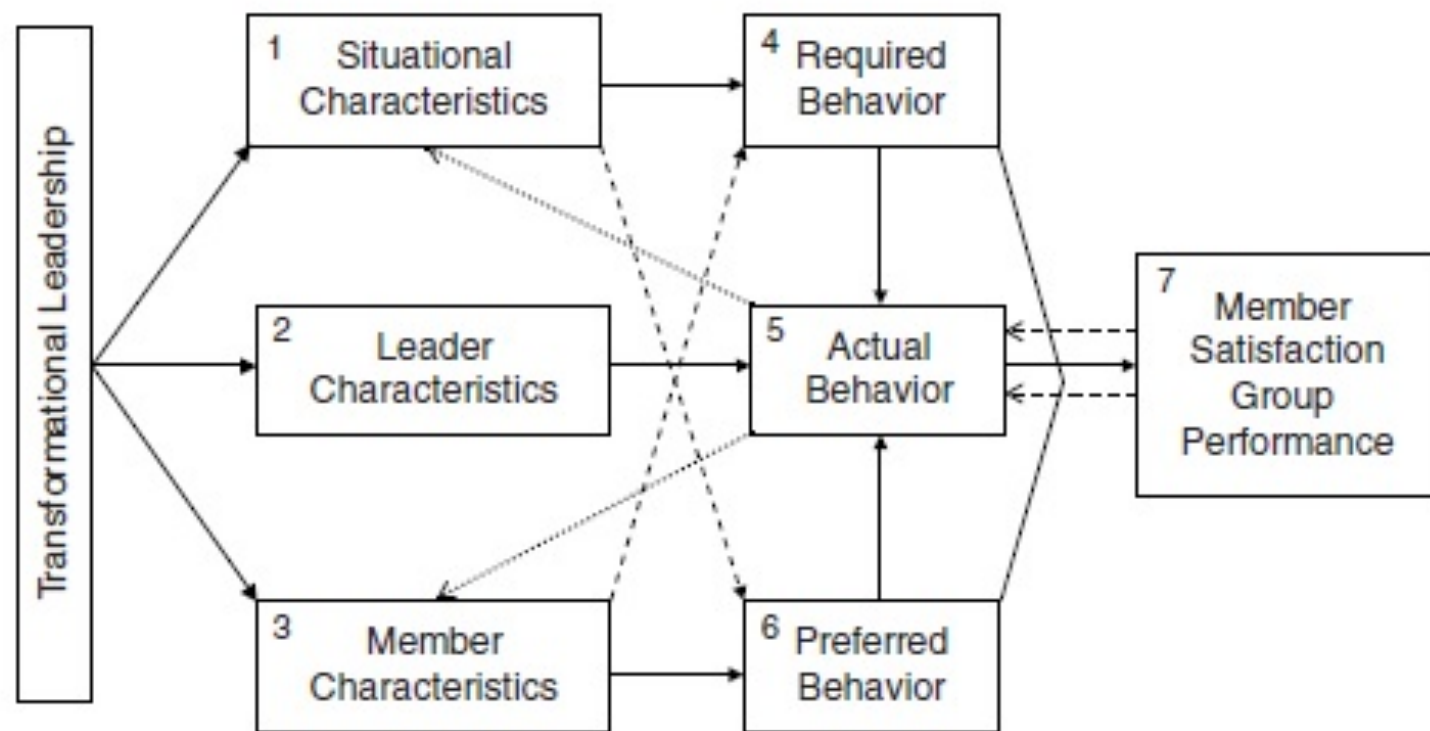 Transformational Leadership
1
Situational
Characteristics
4
Required
Behavior
2
Leader
Characteristics
5
Actual
Behavior
7
Member
Satisfaction
Group
Performance
3
Member
Characteristics
6
Preferred
Behavior